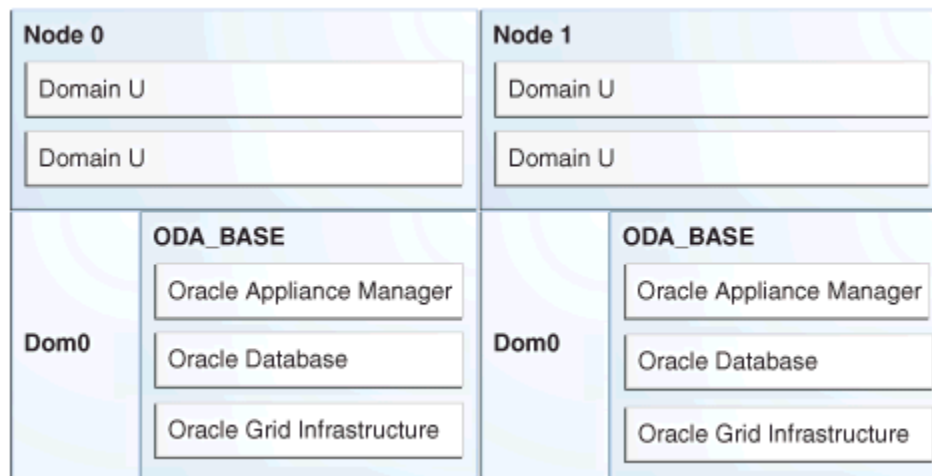 Node 0
Domain U
Domain U
Dom0
ODA_BASE
Oracle Appliance Manager
Oracle Database
Oracle Grid Infrastructure
Node 1
Domain U
Domain U
Dom0
ODA_BASE
Oracle Appliance Manager
Oracle Database
Oracle Grid Infrastructure